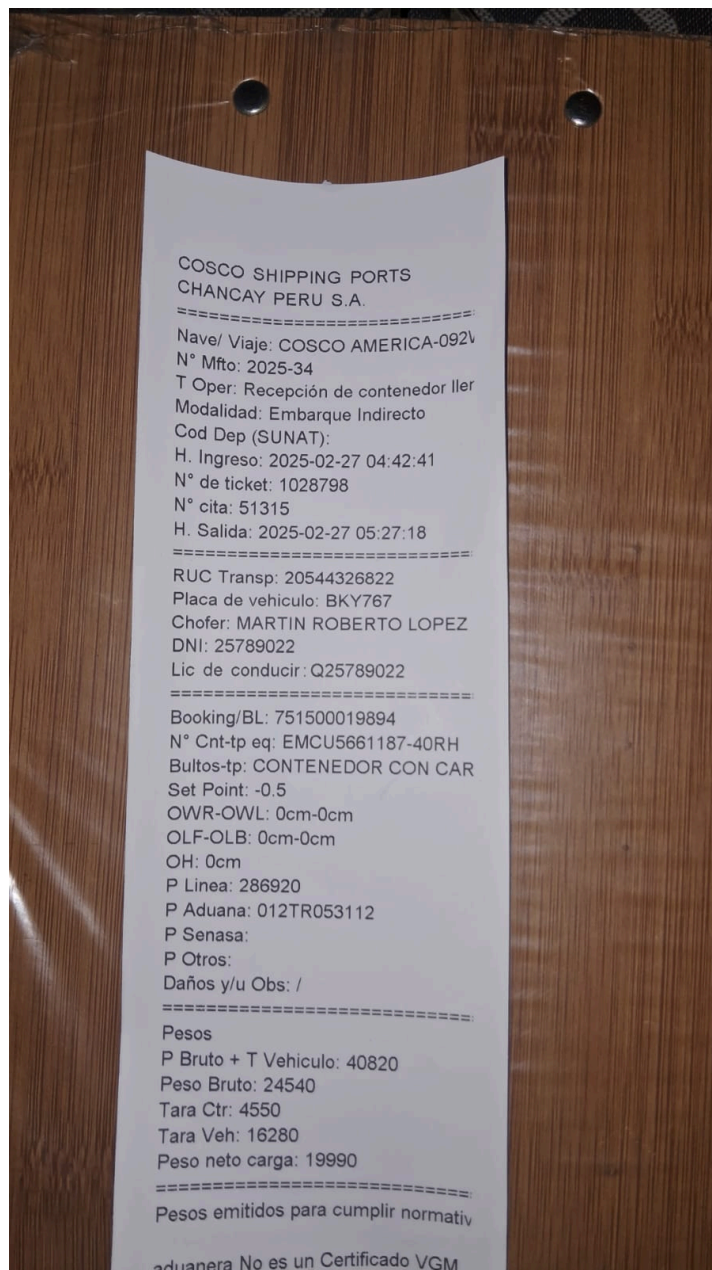 COSCO SHIPPING PORTS
CHANCAY PERU S.A.
==============================
Nave/ Viaje: COSCO AMERICA-092
N° Mfto: 2025-34
T Oper: Recepción de contenedor
Modalidad: Embarque Indirecto
Cod Dep (SUNAT):
H. Ingreso: 2025-02-27 04:42:41
N° de ticket: 1028798
N° cita: 51315
H. Salida: 2025-02-27 05:27:18
==============================
RUC Transp: 20544326822
Placa de vehiculo: BKY767
Chofer: MARTIN ROBERTO LOPEZ
DNI: 25789022
Lic de conducir: Q25789022
==============================
Booking/BL: 751500019894
N° Cnt-tp eq: EMCU5661187-40RH
Bultos-tp: CONTENEDOR CON CAR
Set Point: -0.5
OWR-OWL: 0cm-0cm
OLF-OLB: 0cm-0cm
OH: 0cm
P Linea: 286920
P Aduana: 012TR053112
P Senasa:
P Otros:
Daños y/u Obs: /
==============================
Pesos
P Bruto + T Vehiculo: 40820
Peso Bruto: 24540
Tara Ctr: 4550
Tara Veh: 16280
Peso neto carga: 19990
==============================
Pesos emitidos para cumplir normativ
aduanera No es un Certificado VGM